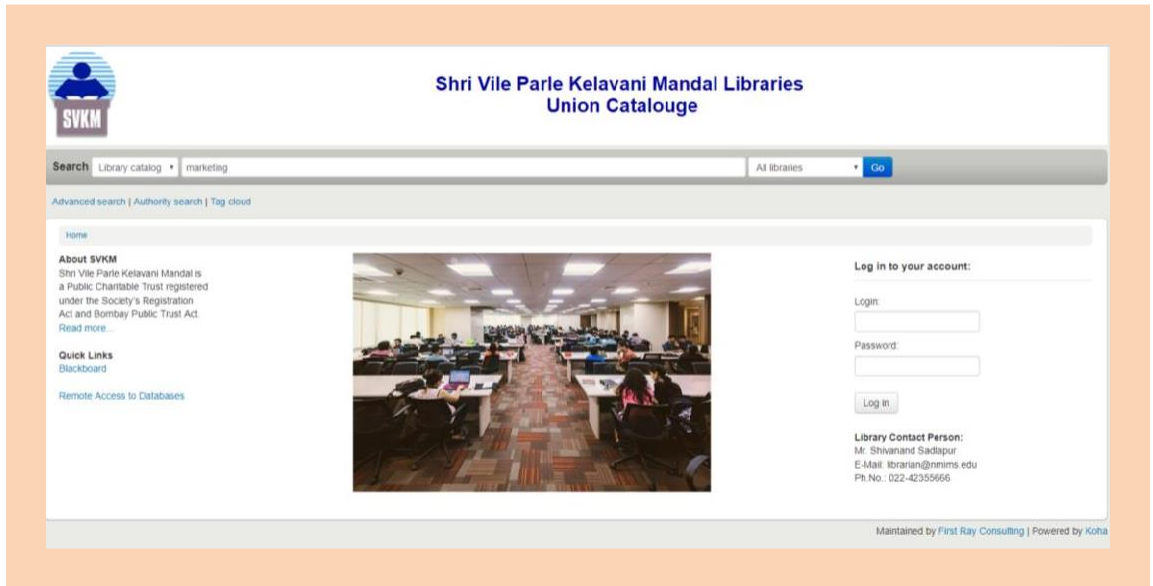 SVKM
Shri Vile Parle Kelavani Mandal Libraries
Union Catalouge
Search Library catalog marketing All libraries Go
Advanced search | Authority search | Tag cloud
Home
About SVKM
Shri Vile Parle Kelavani Mandal is
a Public Charitable Trust registered
under the Society's Registration
Act and Bombay Public Trust Act.
Read more...
Quick Links
Blackboard
Remote Access to Databases
Log in to your account:
Login:
Password:
Log in
Library Contact Person:
Mr. Shivanand Sadlapur
E-Mail: librarian@nmims.edu
Ph.No.: 022-42355666
Maintained by First Ray Consulting | Powered by Koha